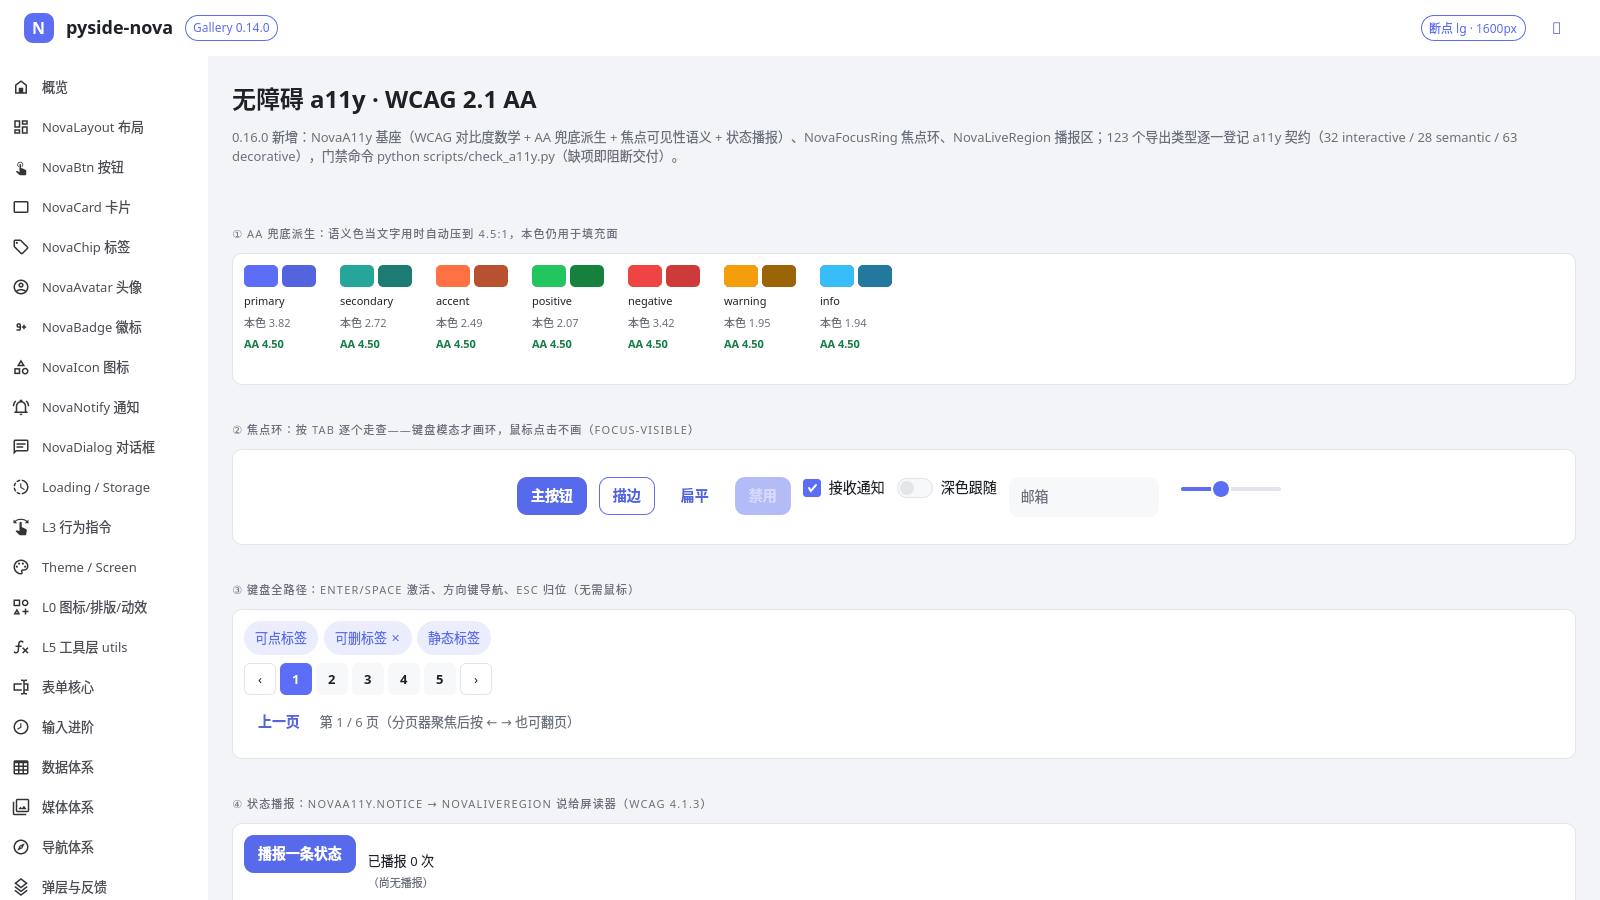 N pyside-nova Gallery 0.14.0 断点 lg · 1600px
概览
NovaLayout 布局
NovaBtn 按钮
NovaCard 卡片
NovaChip 标签
NovaAvatar 头像
9+ NovaBadge 徽标
NovaIcon 图标
NovaNotify 通知
NovaDialog 对话框
Loading / Storage
L3 行为指令
Theme / Screen
L0 图标/排版/动效
L5 工具层 utils
表单核心
输入进阶
数据体系
媒体体系
导航体系
弹层与反馈
无障碍 a11y · WCAG 2.1 AA
0.16.0 新增：NovaA11y 基座（WCAG 对比度数学 + AA 兜底派生 + 焦点可见性语义 + 状态播报）、NovaFocusRing 焦点环、NovaLiveRegion 播报区；123 个导出类型逐一登记 a11y 契约（32 interactive / 28 semantic / 63
decorative），门禁命令 python scripts/check_a11y.py（缺项即阻断交付）。
① AA 兜底派生：语义色当文字用时自动压到 4.5:1，本色仍用于填充面
primary secondary accent positive negative warning info
本色 3.82 本色 2.72 本色 2.49 本色 2.07 本色 3.42 本色 1.95 本色 1.94
AA 4.50 AA 4.50 AA 4.50 AA 4.50 AA 4.50 AA 4.50 AA 4.50
② 焦点环：按 TAB 逐个走查——键盘模态才画环，鼠标点击不画（FOCUS-VISIBLE）
主按钮 描边 扁平 禁用 接收通知 深色跟随 邮箱
③ 键盘全路径：ENTER/SPACE 激活、方向键导航、ESC 归位（无需鼠标）
可点标签 可删标签 × 静态标签
‹ 1 2 3 4 5 ›
上一页 第 1 / 6 页（分页器聚焦后按 ← → 也可翻页）
④ 状态播报：NOVAA11Y.NOTICE → NOVALIVEREGION 说给屏读器（WCAG 4.1.3）
播报一条状态 已播报 0 次
（尚无播报）